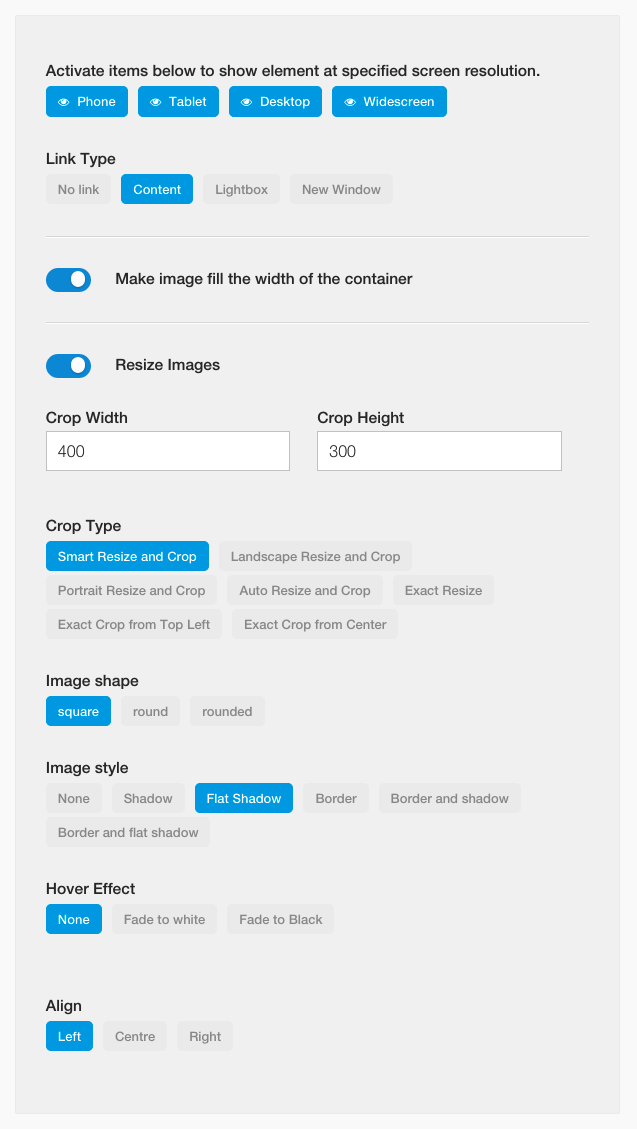 Activate items below to show element at specified screen resolution.
Phone Tablet Desktop Widescreen
Link Type
No link Content Lightbox New Window
Make image fill the width of the container
Resize Images
Crop Width Crop Height
400 300
Crop Type
Smart Resize and Crop Landscape Resize and Crop
Portrait Resize and Crop Auto Resize and Crop Exact Resize
Exact Crop from Top Left Exact Crop from Center
Image shape
square round rounded
Image style
None Shadow Flat Shadow Border Border and shadow
Border and flat shadow
Hover Effect
None Fade to white Fade to Black
Align
Left Centre Right